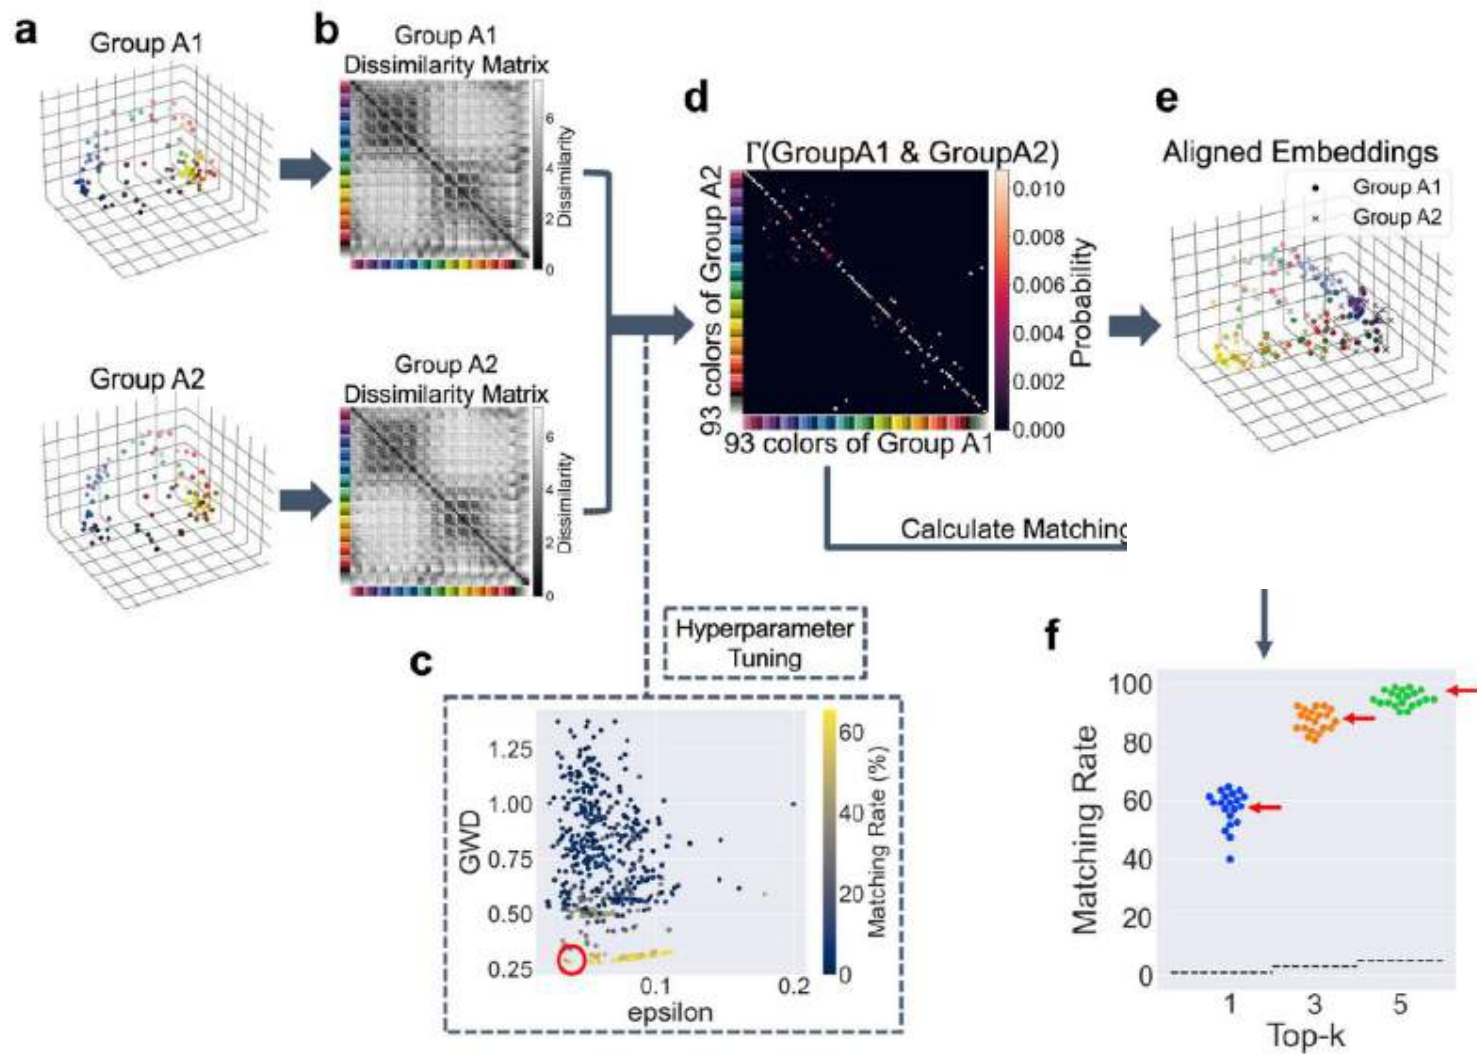 a
Group A1
b
Group A1
Dissimilarity Matrix
6
4
2
0
Dissimilarity
Group A2
Group A2
Dissimilarity Matrix
6
4
2
0
Dissimilarity
d
Γ(GroupA1 & GroupA2)
93 colors of Group A2
93 colors of Group A1
0.010
0.008
0.006
0.004
0.002
0.000
Probability
e
Aligned Embeddings
Group A1
Group A2
Calculate Matching
Hyperparameter
Tuning
c
GWD
1.25
1.00
0.75
0.50
0.25
0.1
0.2
epsilon
60
40
20
0
Matching Rate (%)
f
Matching Rate
100
80
60
40
20
0
1
3
5
Top-k